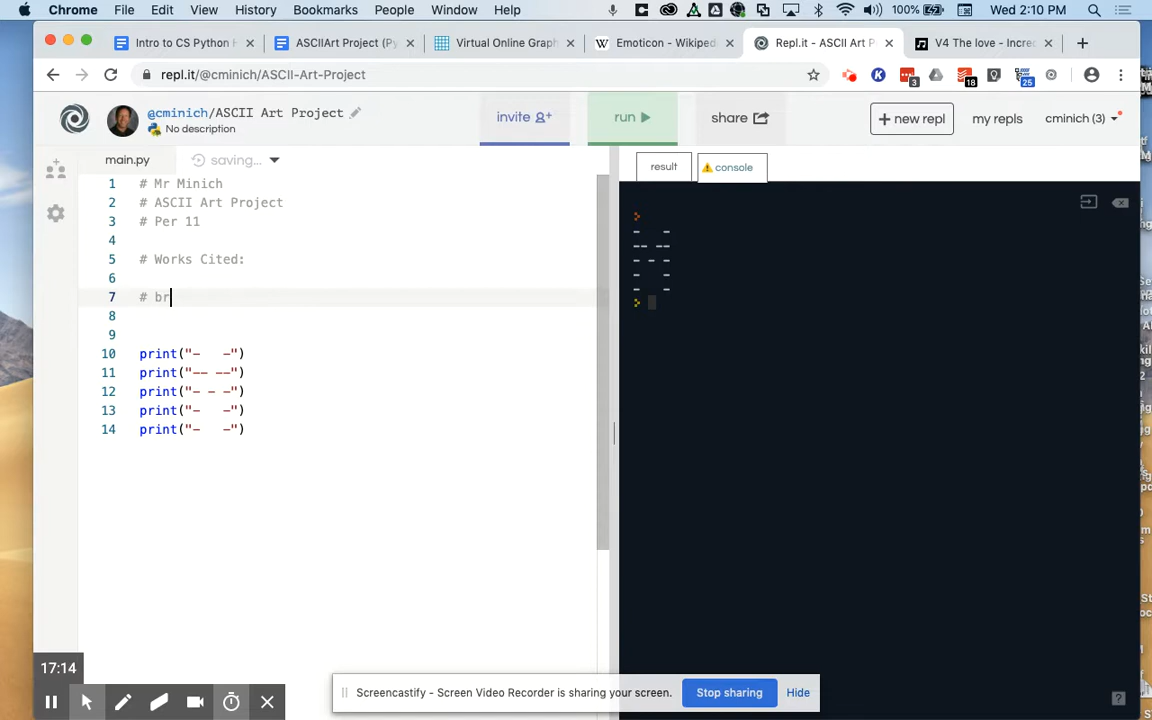 Chrome File Edit View History Bookmarks People Window Help 100% Wed 2:10 PM
Intro to CS Python H
ASCIIArt Project (Py
Virtual Online Graph
Emoticon - Wikiped
Repl.it - ASCII Art P
V4 The love - Incred
repl.it/@cminich/ASCII-Art-Project
3
18
25
@cminich/ASCII Art Project
No description
invite
run
share
+ new repl
my repls
cminich (3)
main.py
saving...
result
console
1 # Mr Minich
2 # ASCII Art Project
3 # Per 11
4
5 # Works Cited:
6
7 # br
8
9
10 print("-   -")
11 print("-- --")
12 print("- - -")
13 print("-   -")
14 print("-   -")
>
-   -
-- --
- - -
-   -
-   -
>
?
17:14
Screencastify - Screen Video Recorder is sharing your screen.
Stop sharing
Hide